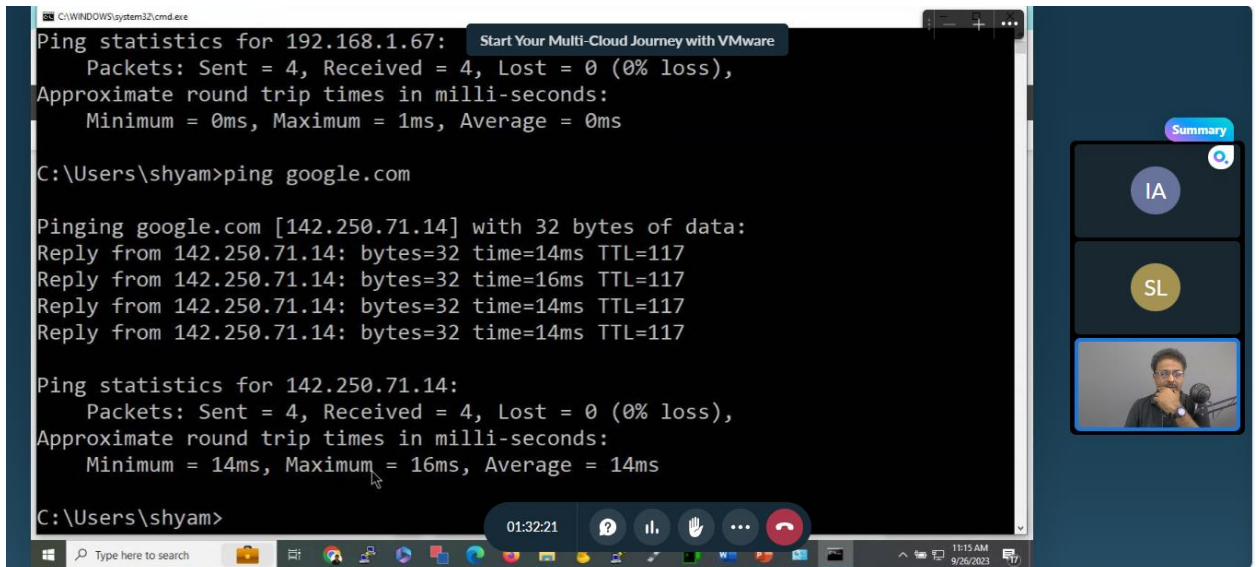 C:\WINDOWS\system32\cmd.exe
Ping statistics for 192.168.1.67:
Start Your Multi-Cloud Journey with VMware
Packets: Sent = 4, Received = 4, Lost = 0 (0% loss),
Approximate round trip times in milli-seconds:
Minimum = 0ms, Maximum = 1ms, Average = 0ms
C:\Users\shyam>ping google.com
Pinging google.com [142.250.71.14] with 32 bytes of data:
Reply from 142.250.71.14: bytes=32 time=14ms TTL=117
Reply from 142.250.71.14: bytes=32 time=16ms TTL=117
Reply from 142.250.71.14: bytes=32 time=14ms TTL=117
Reply from 142.250.71.14: bytes=32 time=14ms TTL=117
Ping statistics for 142.250.71.14:
Packets: Sent = 4, Received = 4, Lost = 0 (0% loss),
Approximate round trip times in milli-seconds:
Minimum = 14ms, Maximum = 16ms, Average = 14ms
C:\Users\shyam>
01:32:21
Type here to search
11:15 AM
9/26/2023
17
Summary
IA
SL